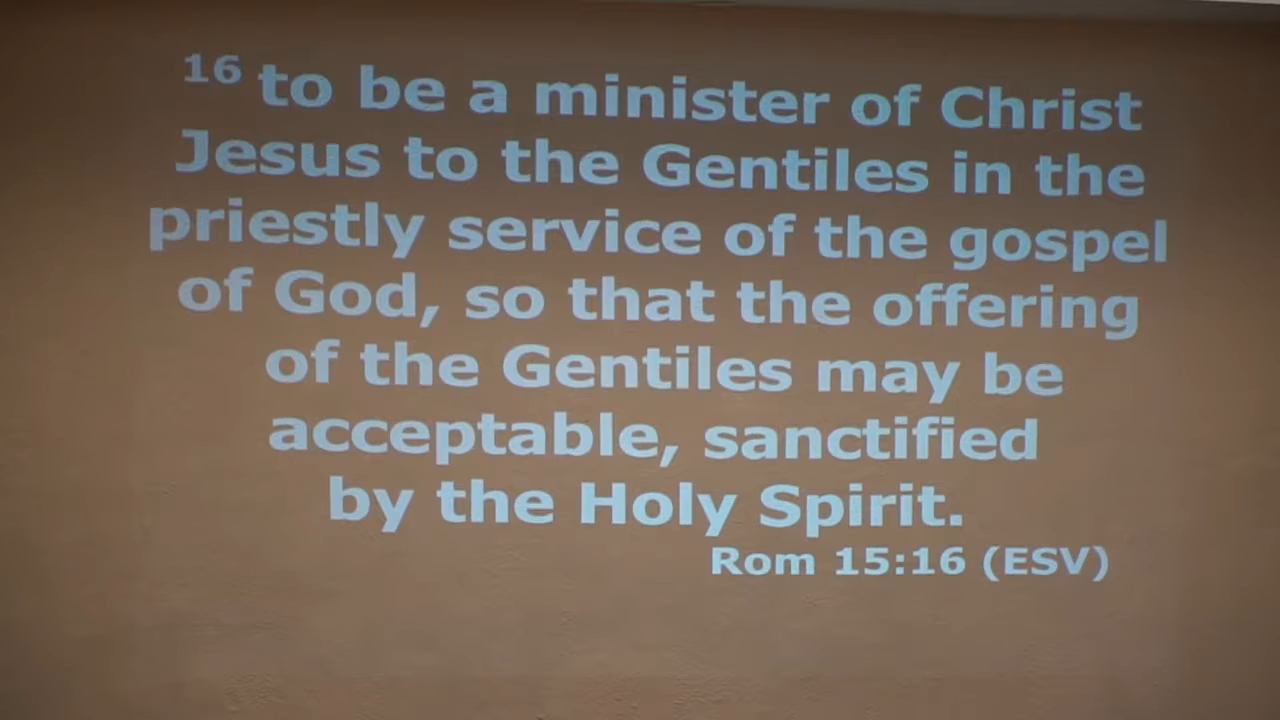 16 to be a minister of Christ
Jesus to the Gentiles in the
priestly service of the gospel
of God, so that the offering
of the Gentiles may be
acceptable, sanctified
by the Holy Spirit.
Rom 15:16 (ESV)